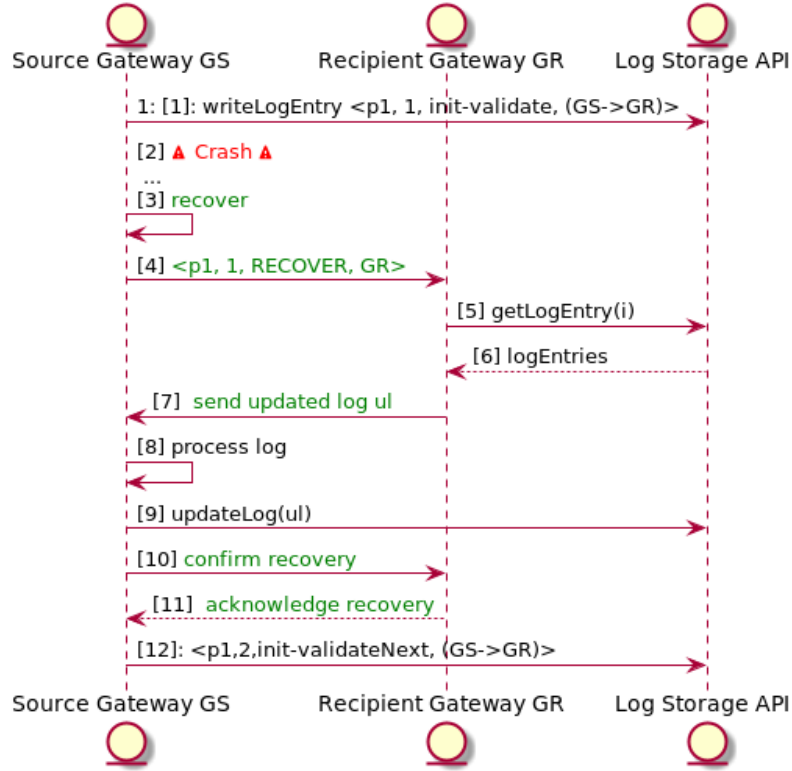 Source Gateway GS Recipient Gateway GR Log Storage API
1: [1]: writeLogEntry <p1, 1, init-validate, (GS->GR)>
[2] ⚠ Crash ⚠
...
[3] recover
[4] <p1, 1, RECOVER, GR>
[5] getLogEntry(i)
[6] logEntries
[7] send updated log ul
[8] process log
[9] updateLog(ul)
[10] confirm recovery
[11] acknowledge recovery
[12]: <p1,2,init-validateNext, (GS->GR)>
Source Gateway GS Recipient Gateway GR Log Storage API